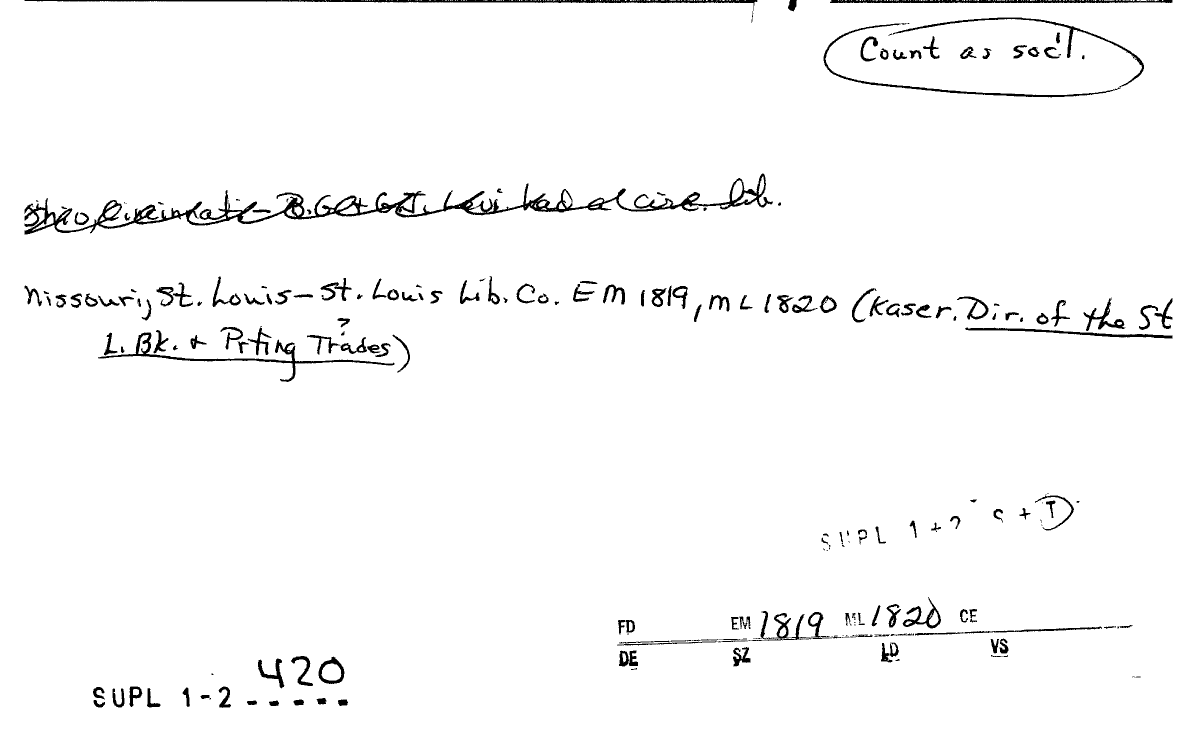 Count as soc'l.
Ohio, Cincinnati – B.G. + G.T. Levi had a circ. lib.
Missouri, St. Louis – St. Louis Lib. Co. EM 1819, ML 1820 (Kaser. Dir. of the St
L. Bk. + Prting Trades)
?
SUPL 1+2 S + T
FD EM 1819 ML 1820 CE
DE SZ LD VS
SUPL 1-2 420